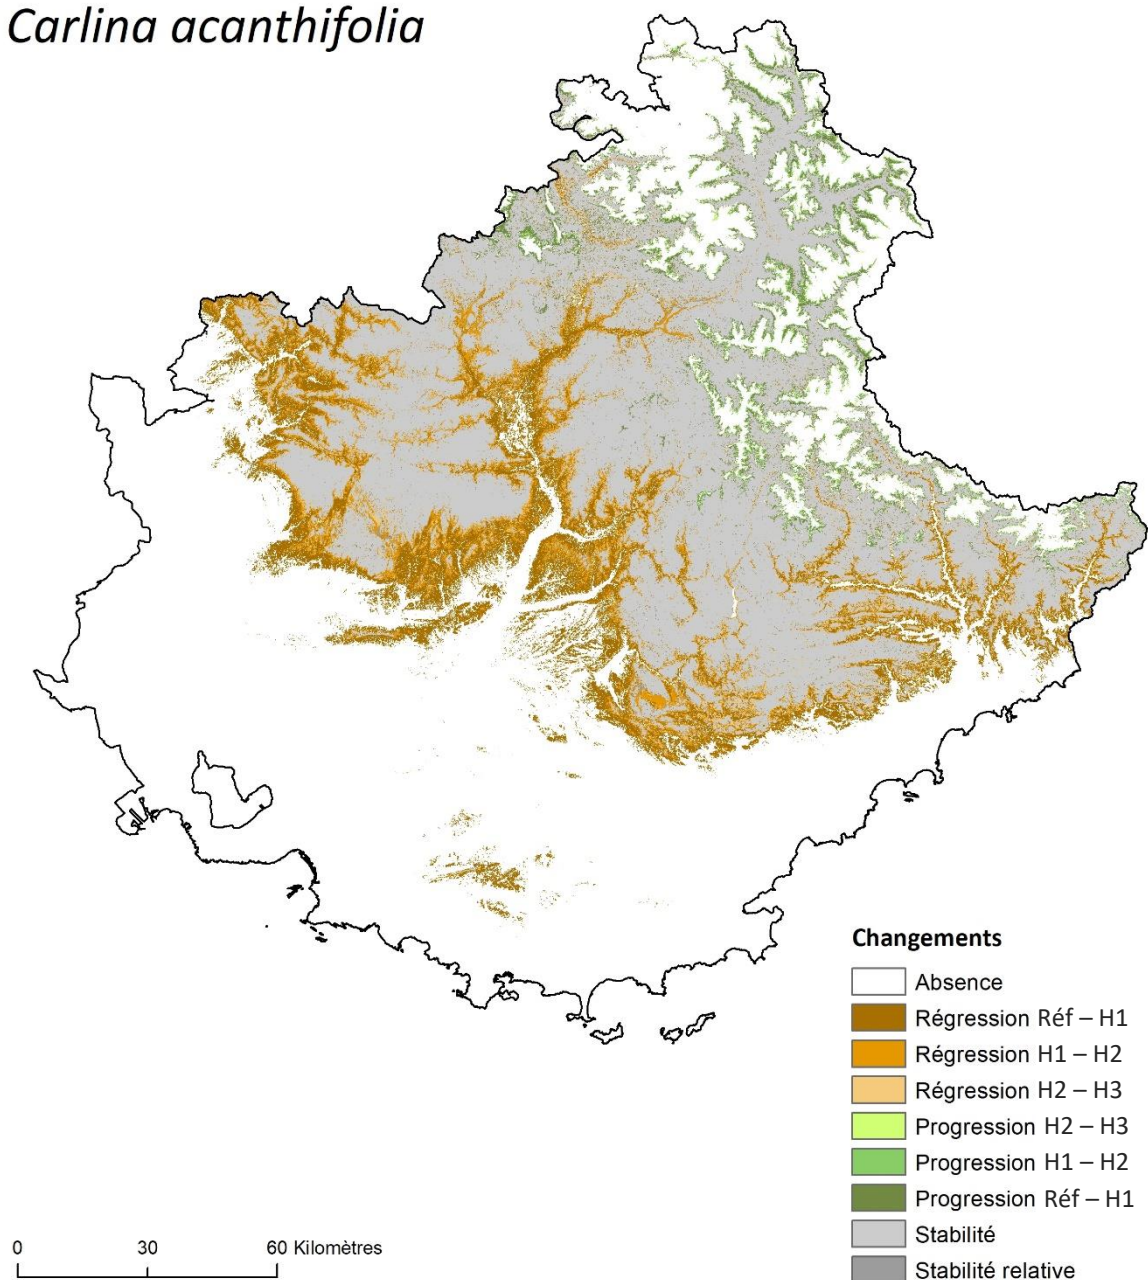 Carlina acanthifolia
Changements
Absence
Régression Réf – H1
Régression H1 – H2
Régression H2 – H3
Progression H2 – H3
Progression H1 – H2
Progression Réf – H1
Stabilité
Stabilité relative
0 30 60 Kilomètres